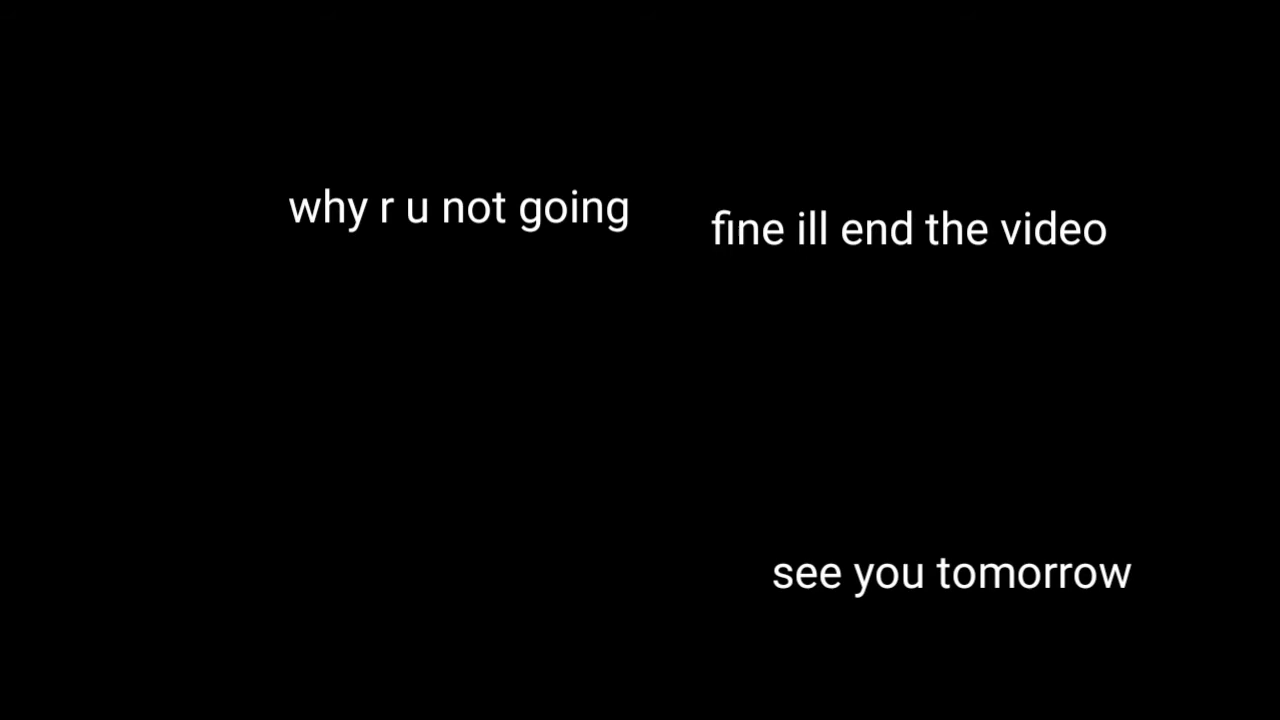 why r u not going
fine ill end the video
see you tomorrow